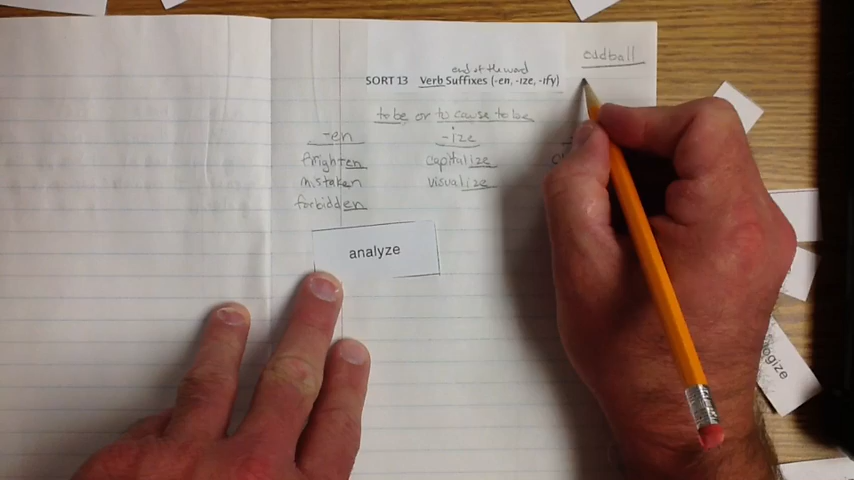 oddball
end of the word
SORT 13 Verb Suffixes (-en, -ize, -ify)
to be or to cause to be
-en -ize
frighten capitalize
mistaken visualize
forbidden
analyze
ogize